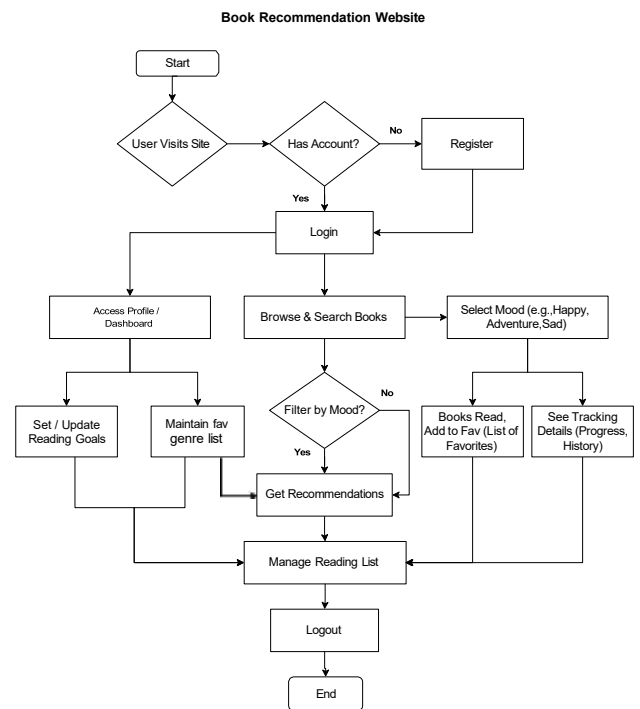 Book Recommendation Website
Start
User Visits Site
Has Account?
No
Register
Yes
Login
Access Profile /
Dashboard
Browse & Search Books
Select Mood (e.g.,Happy,
Adventure,Sad)
Set / Update
Reading Goals
Maintain fav
genre list
Filter by Mood?
No
Yes
Books Read,
Add to Fav (List of
Favorites)
See Tracking
Details (Progress,
History)
Get Recommendations
Manage Reading List
Logout
End